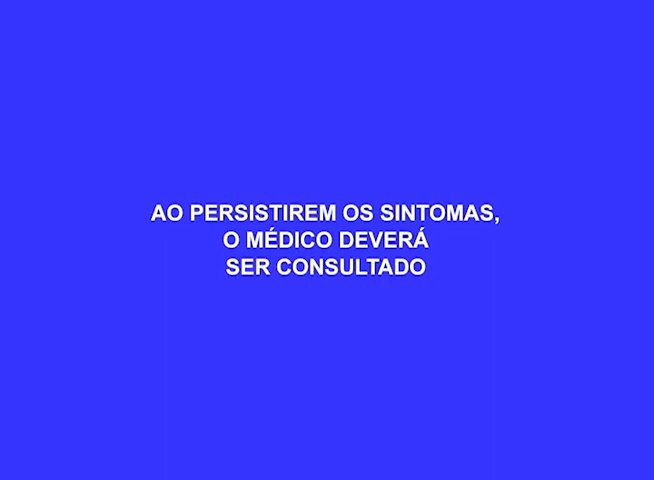 AO PERSISTIREM OS SINTOMAS,
O MÉDICO DEVERÁ
SER CONSULTADO